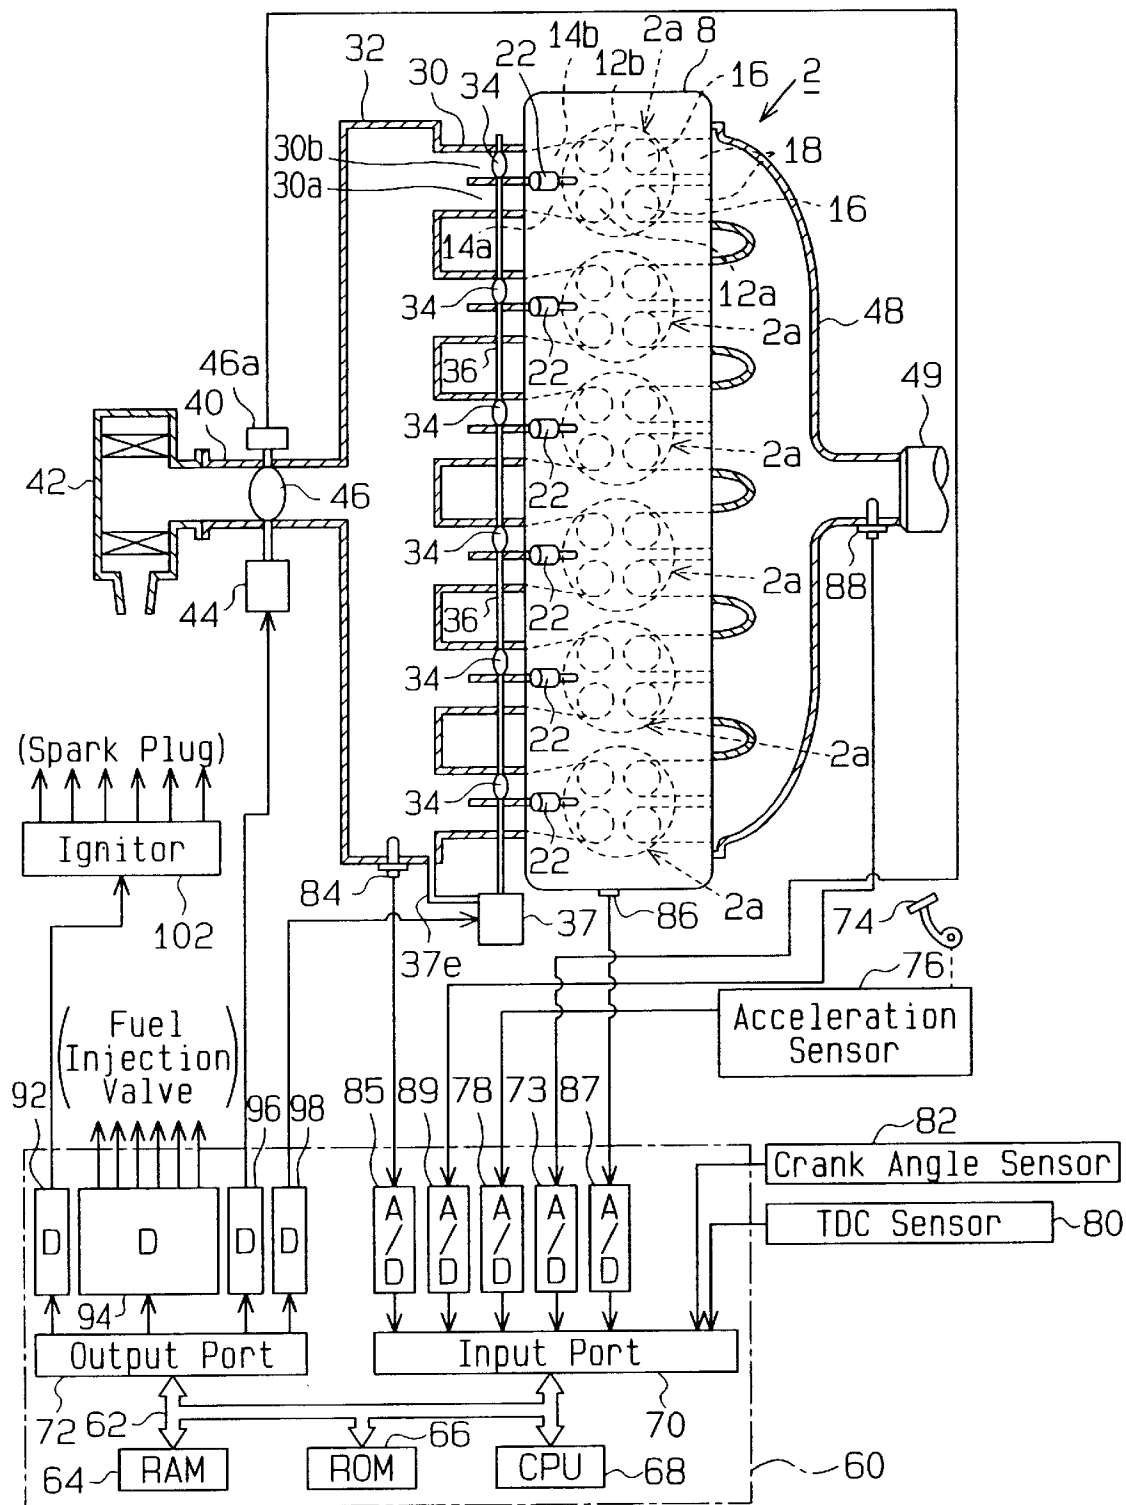 46a
32
30
34
22
14b
12b
2a
8
16
2
30b
30a
22
18
16
14a
12a
34
36
22
2a
48
46a
40
49
34
42
46
22
2a
34
88
44
36
22
2a
34
(Spark Plug)
22
2a
34
Ignitor
22
84
86
2a
74
102
37
37e
76
Acceleration
Sensor
(Fuel
Injection
Valve)
92
96
98
85
89
78
73
87
82
Crank Angle Sensor
TDC Sensor
80
D
D
D
D
A/D
A/D
A/D
A/D
A/D
94
Output Port
Input Port
72
62
70
66
64
RAM
ROM
CPU
68
60